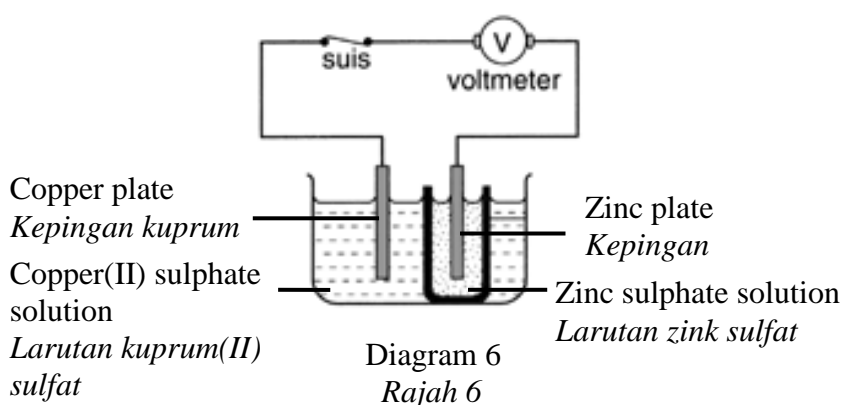 V
suis
voltmeter
Copper plate
Kepingan kuprum
Copper(II) sulphate
solution
Larutan kuprum(II)
sulfat
Zinc plate
Kepingan
Zinc sulphate solution
Larutan zink sulfat
Diagram 6
Rajah 6